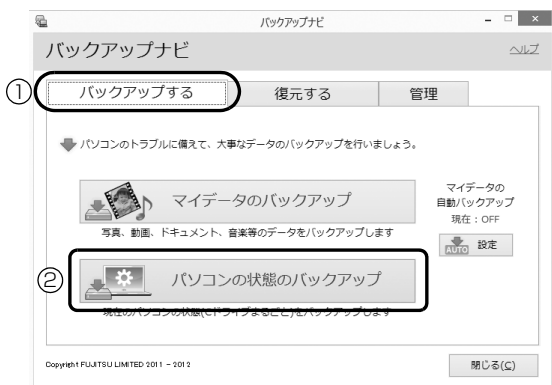 バックアップナビ
バックアップナビ
ヘルプ
①
バックアップする
復元する
管理
パソコンのトラブルに備えて、大事なデータのバックアップを行いましょう。
マイデータのバックアップ
写真、動画、ドキュメント、音楽等のデータをバックアップします
マイデータの
自動バックアップ
現在：OFF
AUTO 設定
②
パソコンの状態のバックアップ
現在のパソコンの状態(Cドライブまるごと)をバックアップします
Copyright FUJITSU LIMITED 2011 - 2012
閉じる(C)